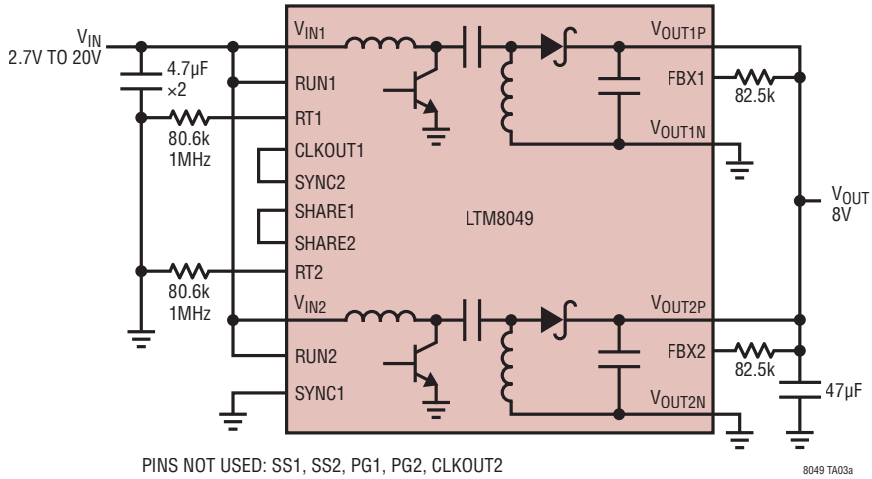 VIN
2.7V TO 20V
4.7µF
×2
80.6k
1MHz
80.6k
1MHz
VIN1
RUN1
RT1
CLKOUT1
SYNC2
SHARE1
SHARE2
RT2
VIN2
RUN2
SYNC1
LTM8049
VOUT1P
FBX1
VOUT1N
VOUT2P
FBX2
VOUT2N
82.5k
VOUT
8V
82.5k
47µF
PINS NOT USED: SS1, SS2, PG1, PG2, CLKOUT2
8049 TA03a